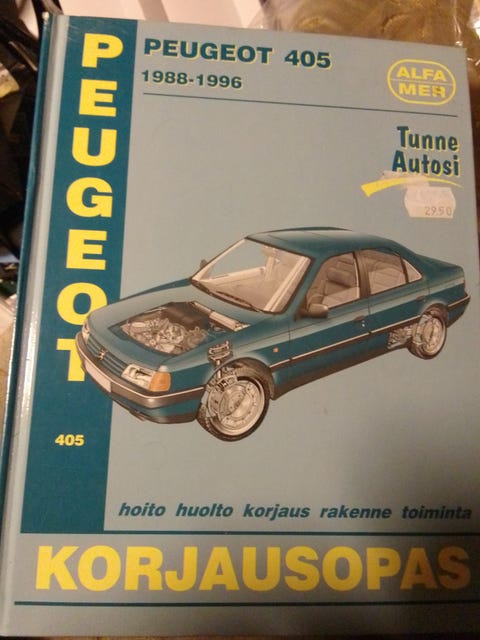 PEUGEOT
PEUGEOT 405
1988-1996
ALFA
MER
Tunne
Autosi
29.50
405
hoito huolto korjaus rakenne toiminta
KORJAUSOPAS